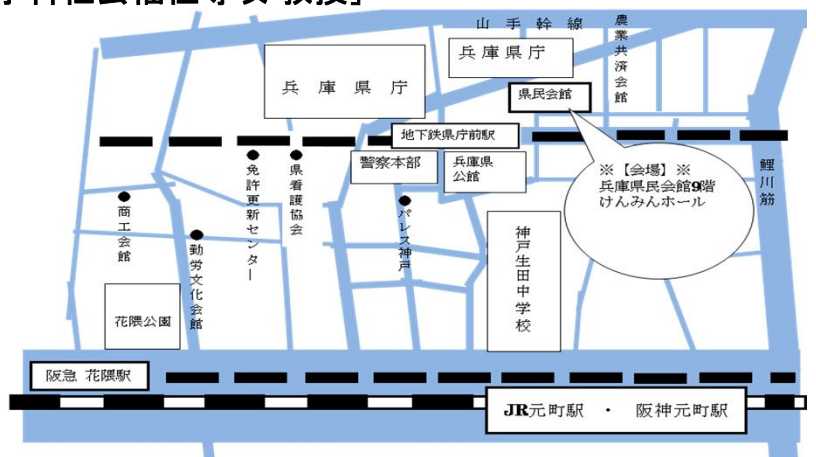 山手幹線
農業共済会館
兵庫県庁
兵庫県庁
県民会館
地下鉄県庁前駅
警察本部
兵庫県
公館
※【会場】※
兵庫県民会館9階
けんみんホール
鯉川筋
商工会館
勤労文化会館
免許更新センター
県看護協会
パレス神戸
神戸生田中学校
花隈公園
阪急 花隈駅
JR元町駅 ・ 阪神元町駅